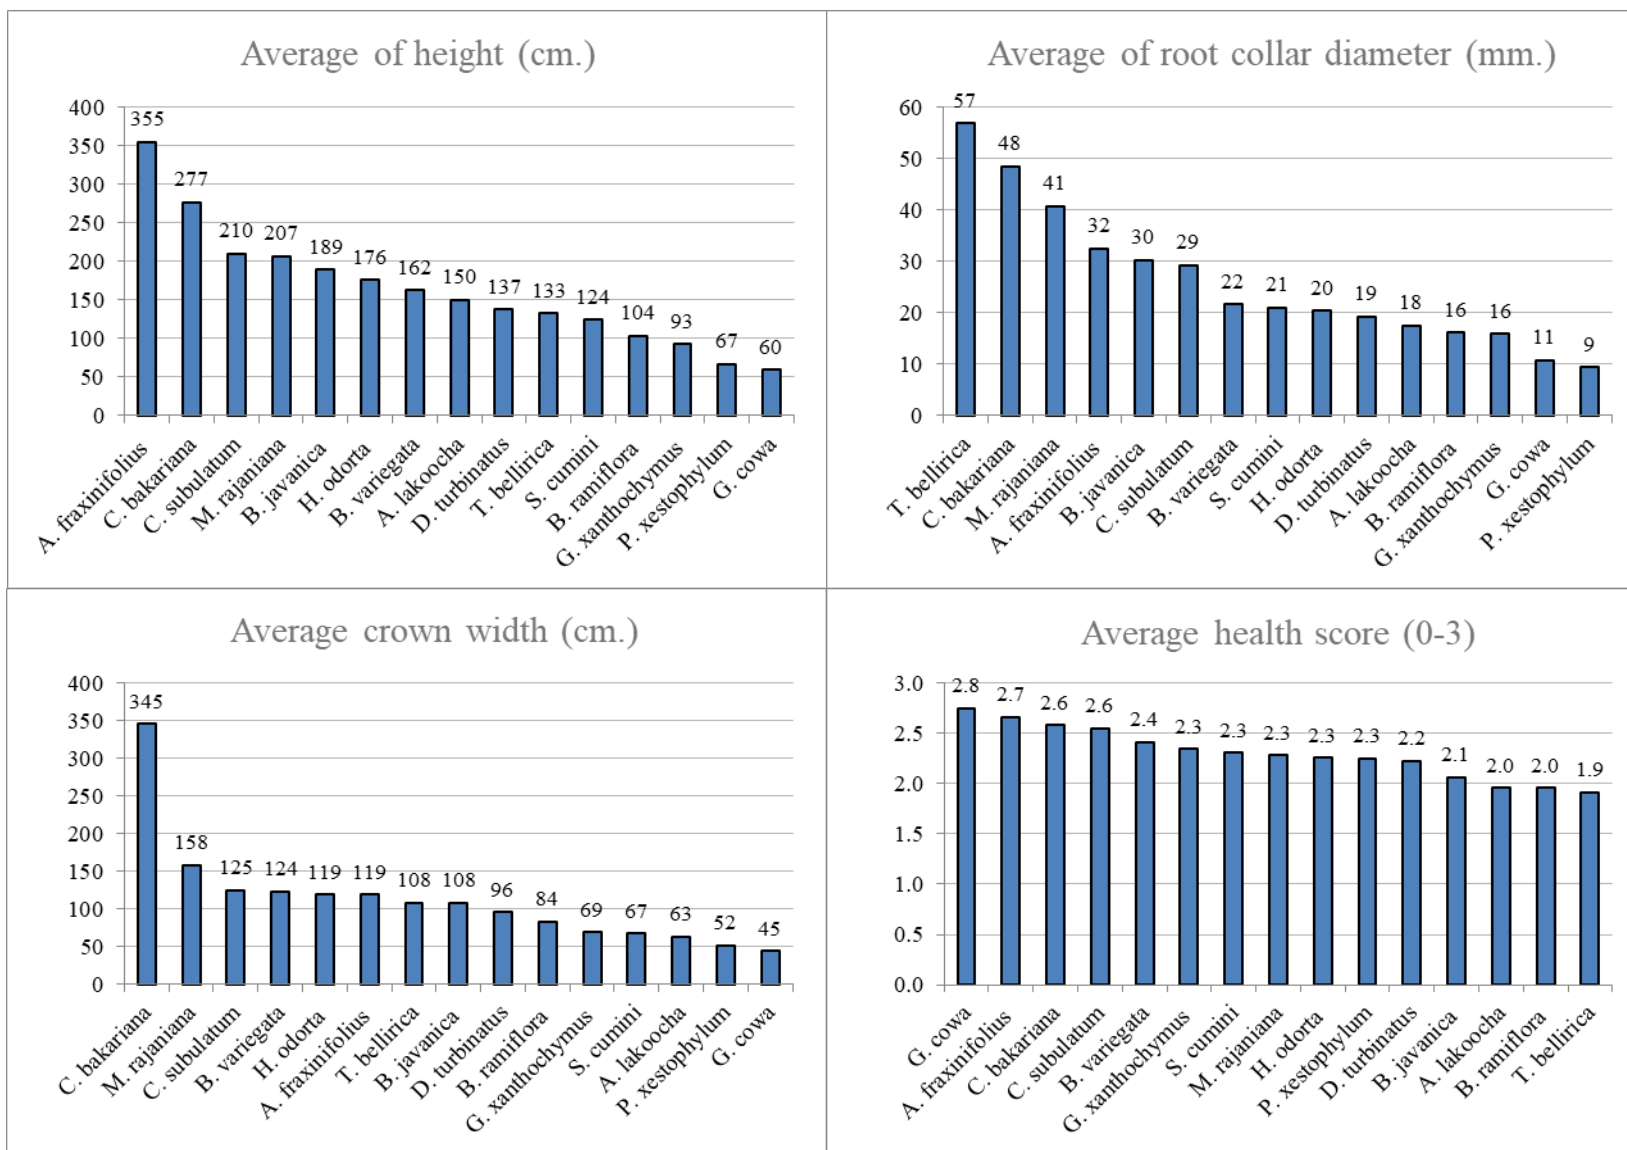 Average of height (cm.)
400
350
300
250
200
150
100
50
0
355
277
210
207
189
176
162
150
137
133
124
104
93
67
60
A. fraxinifolius
C. bakariana
C. subulatum
M. rajaniana
B. javanica
H. odorta
B. variegata
A. lakoocha
D. turbinatus
T. bellirica
S. cumini
B. ramiflora
G. xanthochymus
P. xestophylum
G. cowa
Average of root collar diameter (mm.)
60
50
40
30
20
10
0
57
48
41
32
30
29
22
21
20
19
18
16
16
11
9
T. bellirica
C. bakariana
M. rajaniana
A. fraxinifolius
B. javanica
C. subulatum
B. variegata
S. cumini
H. odorta
D. turbinatus
A. lakoocha
B. ramiflora
G. xanthochymus
G. cowa
P. xestophylum
Average crown width (cm.)
400
350
300
250
200
150
100
50
0
345
158
125
124
119
119
108
108
96
84
69
67
63
52
45
C. bakariana
M. rajaniana
C. subulatum
B. variegata
H. odorta
A. fraxinifolius
T. bellirica
B. javanica
D. turbinatus
B. ramiflora
G. xanthochymus
S. cumini
A. lakoocha
P. xestophylum
G. cowa
Average health score (0-3)
3.0
2.5
2.0
1.5
1.0
0.5
0.0
2.8
2.7
2.6
2.6
2.4
2.3
2.3
2.3
2.3
2.3
2.2
2.1
2.0
2.0
1.9
G. cowa
A. fraxinifolius
C. bakariana
C. subulatum
B. variegata
G. xanthochymus
S. cumini
M. rajaniana
H. odorta
P. xestophylum
D. turbinatus
B. javanica
A. lakoocha
B. ramiflora
T. bellirica